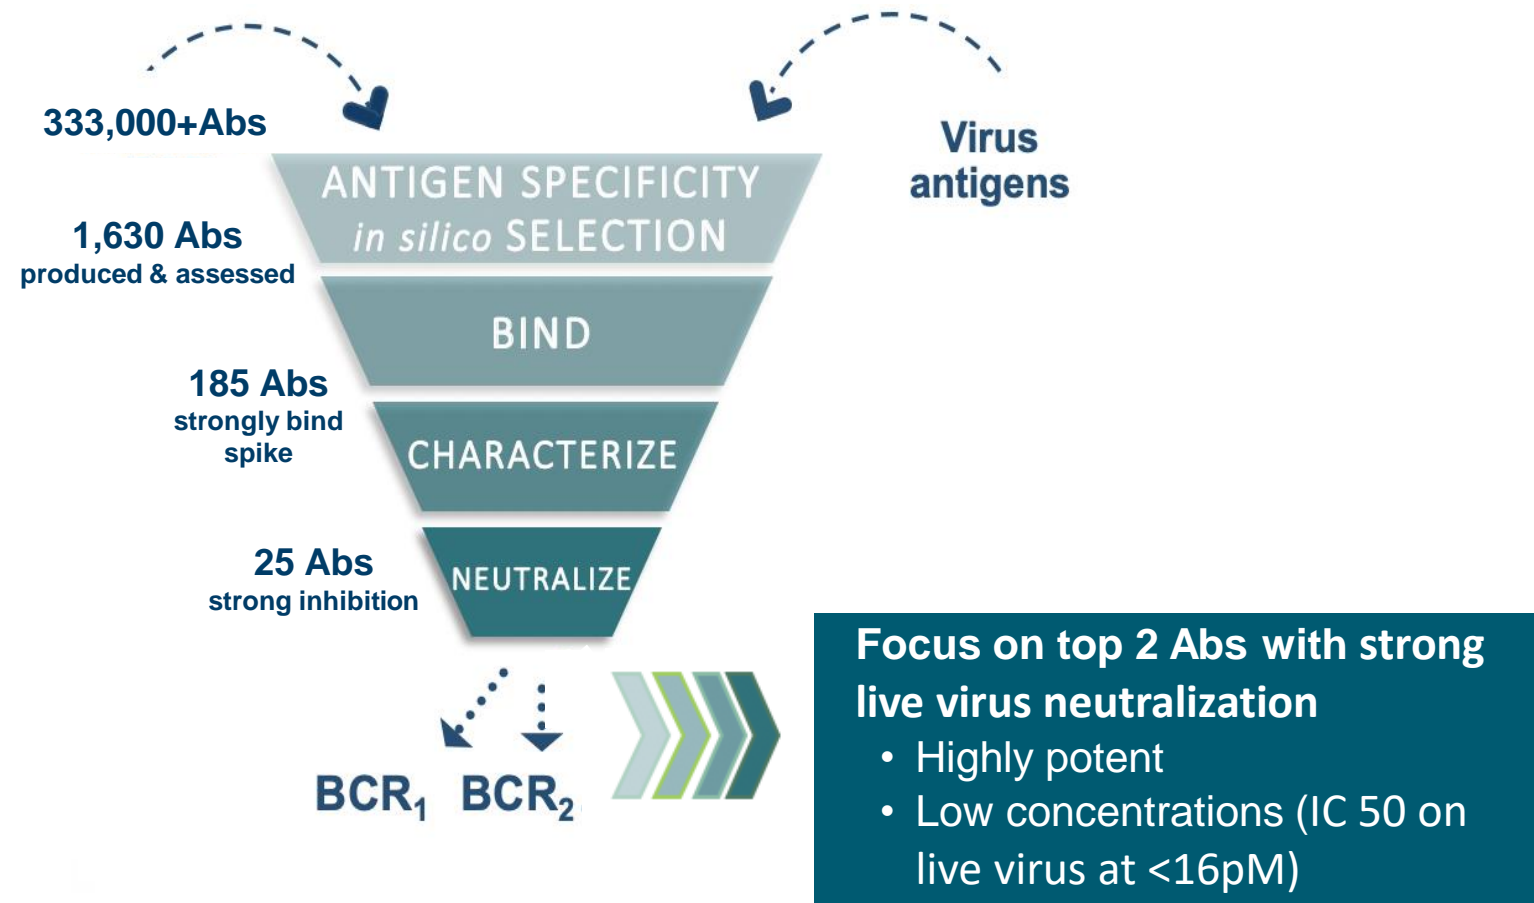 333,000+Abs
Virus
antigens
ANTIGEN SPECIFICITY
in silico SELECTION
1,630 Abs
produced & assessed
BIND
185 Abs
strongly bind
spike
CHARACTERIZE
25 Abs
strong inhibition
NEUTRALIZE
BCR₁ BCR₂
Focus on top 2 Abs with strong
live virus neutralization
• Highly potent
• Low concentrations (IC 50 on
live virus at <16pM)